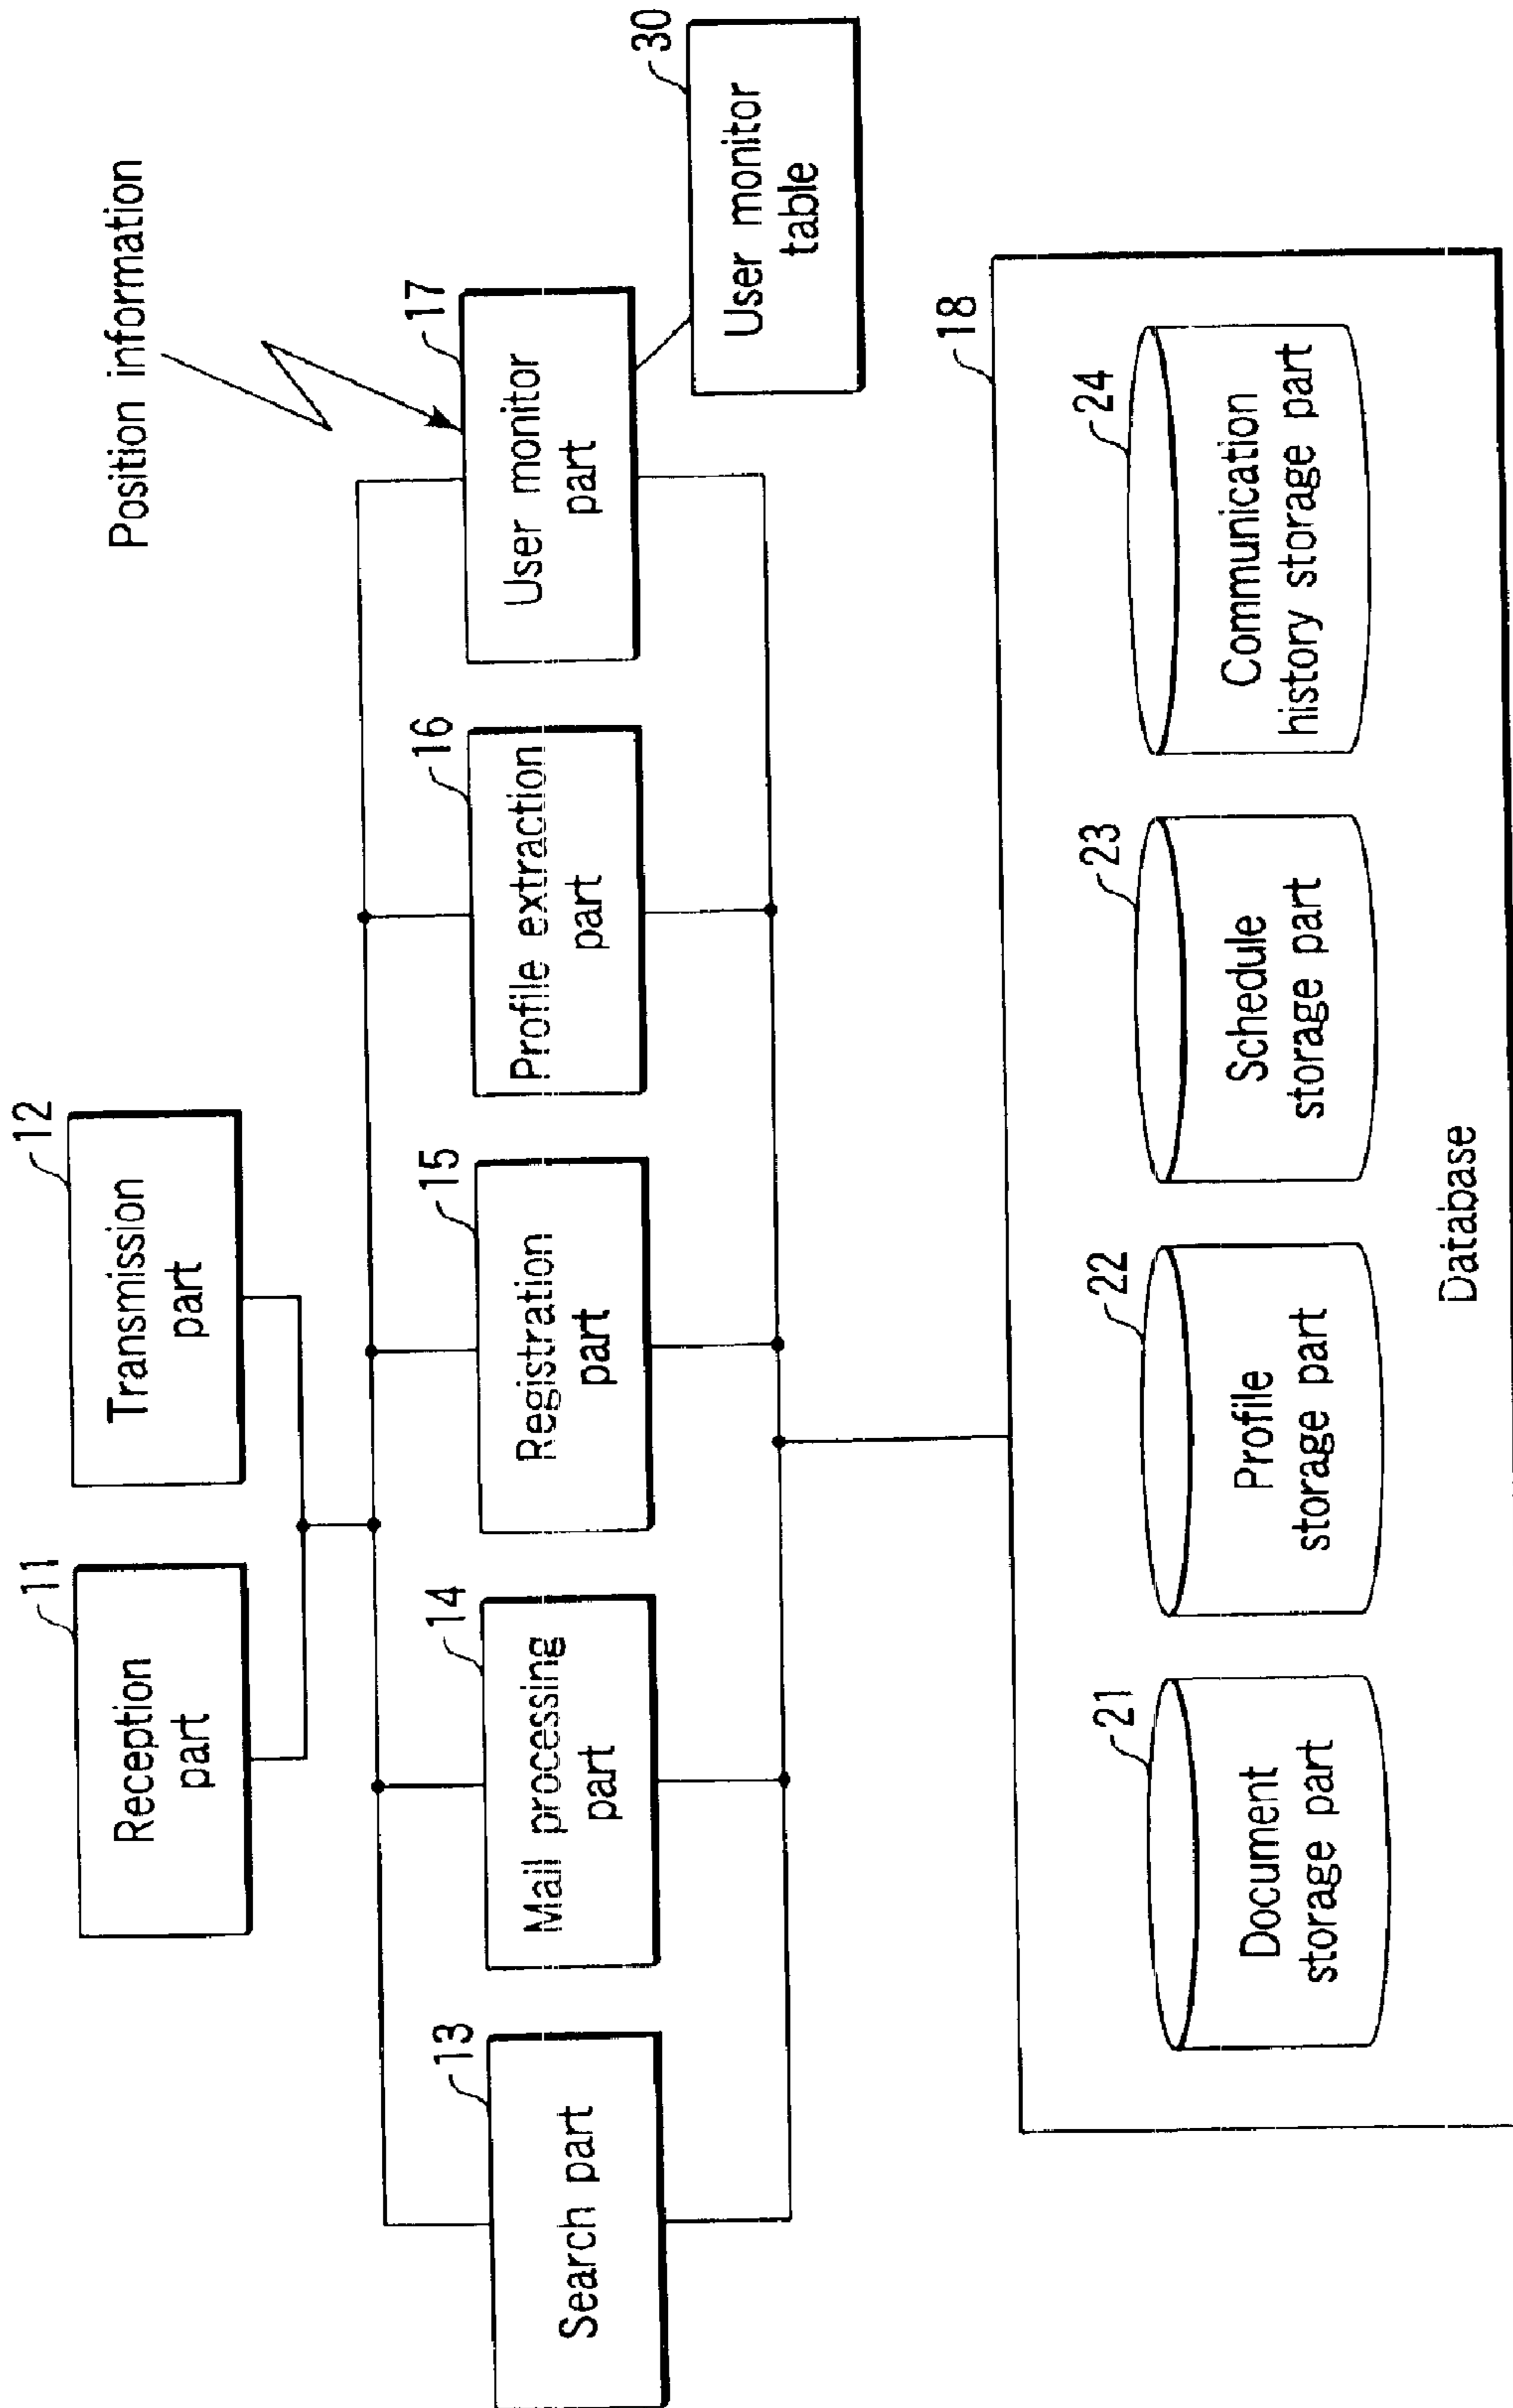 11
Reception
part
12
Transmission
part
Position information
13
Search part
14
Mail processing
part
15
Registration
part
16
Profile extraction
part
17
User monitor
part
30
User monitor
table
18
21
Document
storage part
22
Profile
storage part
23
Schedule
storage part
24
Communication
history storage part
Database